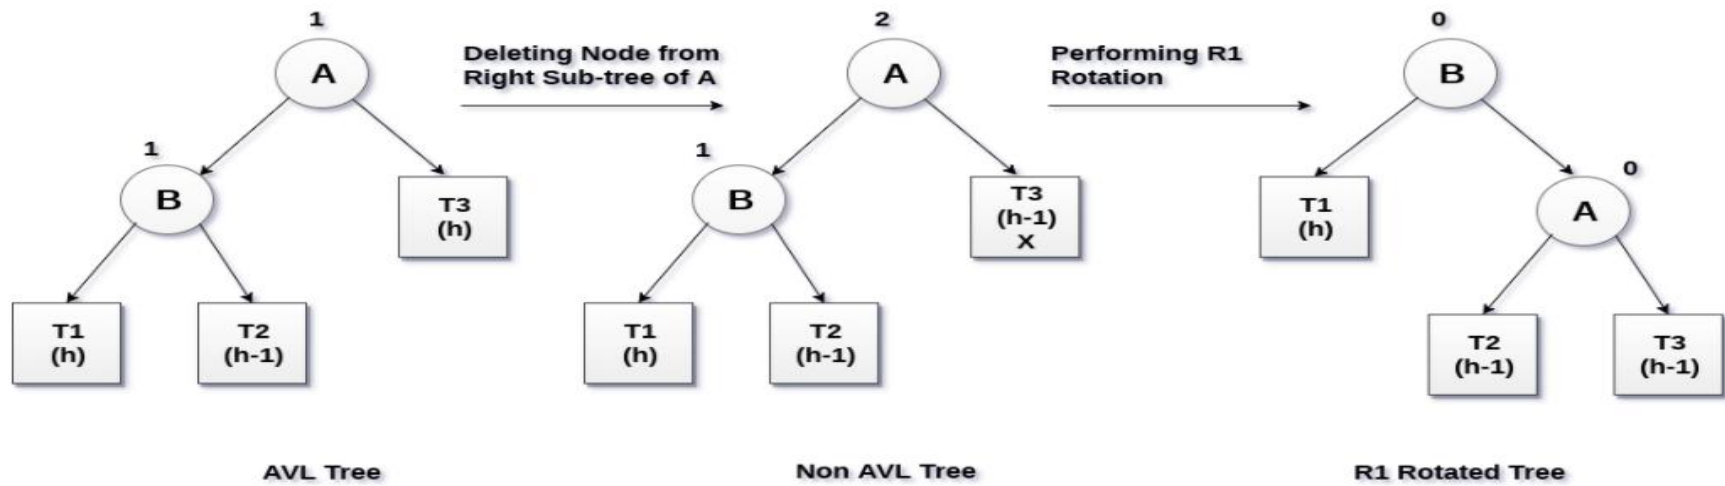 1
A
1
B
T3
(h)
T1
(h)
T2
(h-1)
AVL Tree
Deleting Node from
Right Sub-tree of A
2
A
1
B
T3
(h-1)
X
T1
(h)
T2
(h-1)
Non AVL Tree
Performing R1
Rotation
0
B
T1
(h)
0
A
T2
(h-1)
T3
(h-1)
R1 Rotated Tree